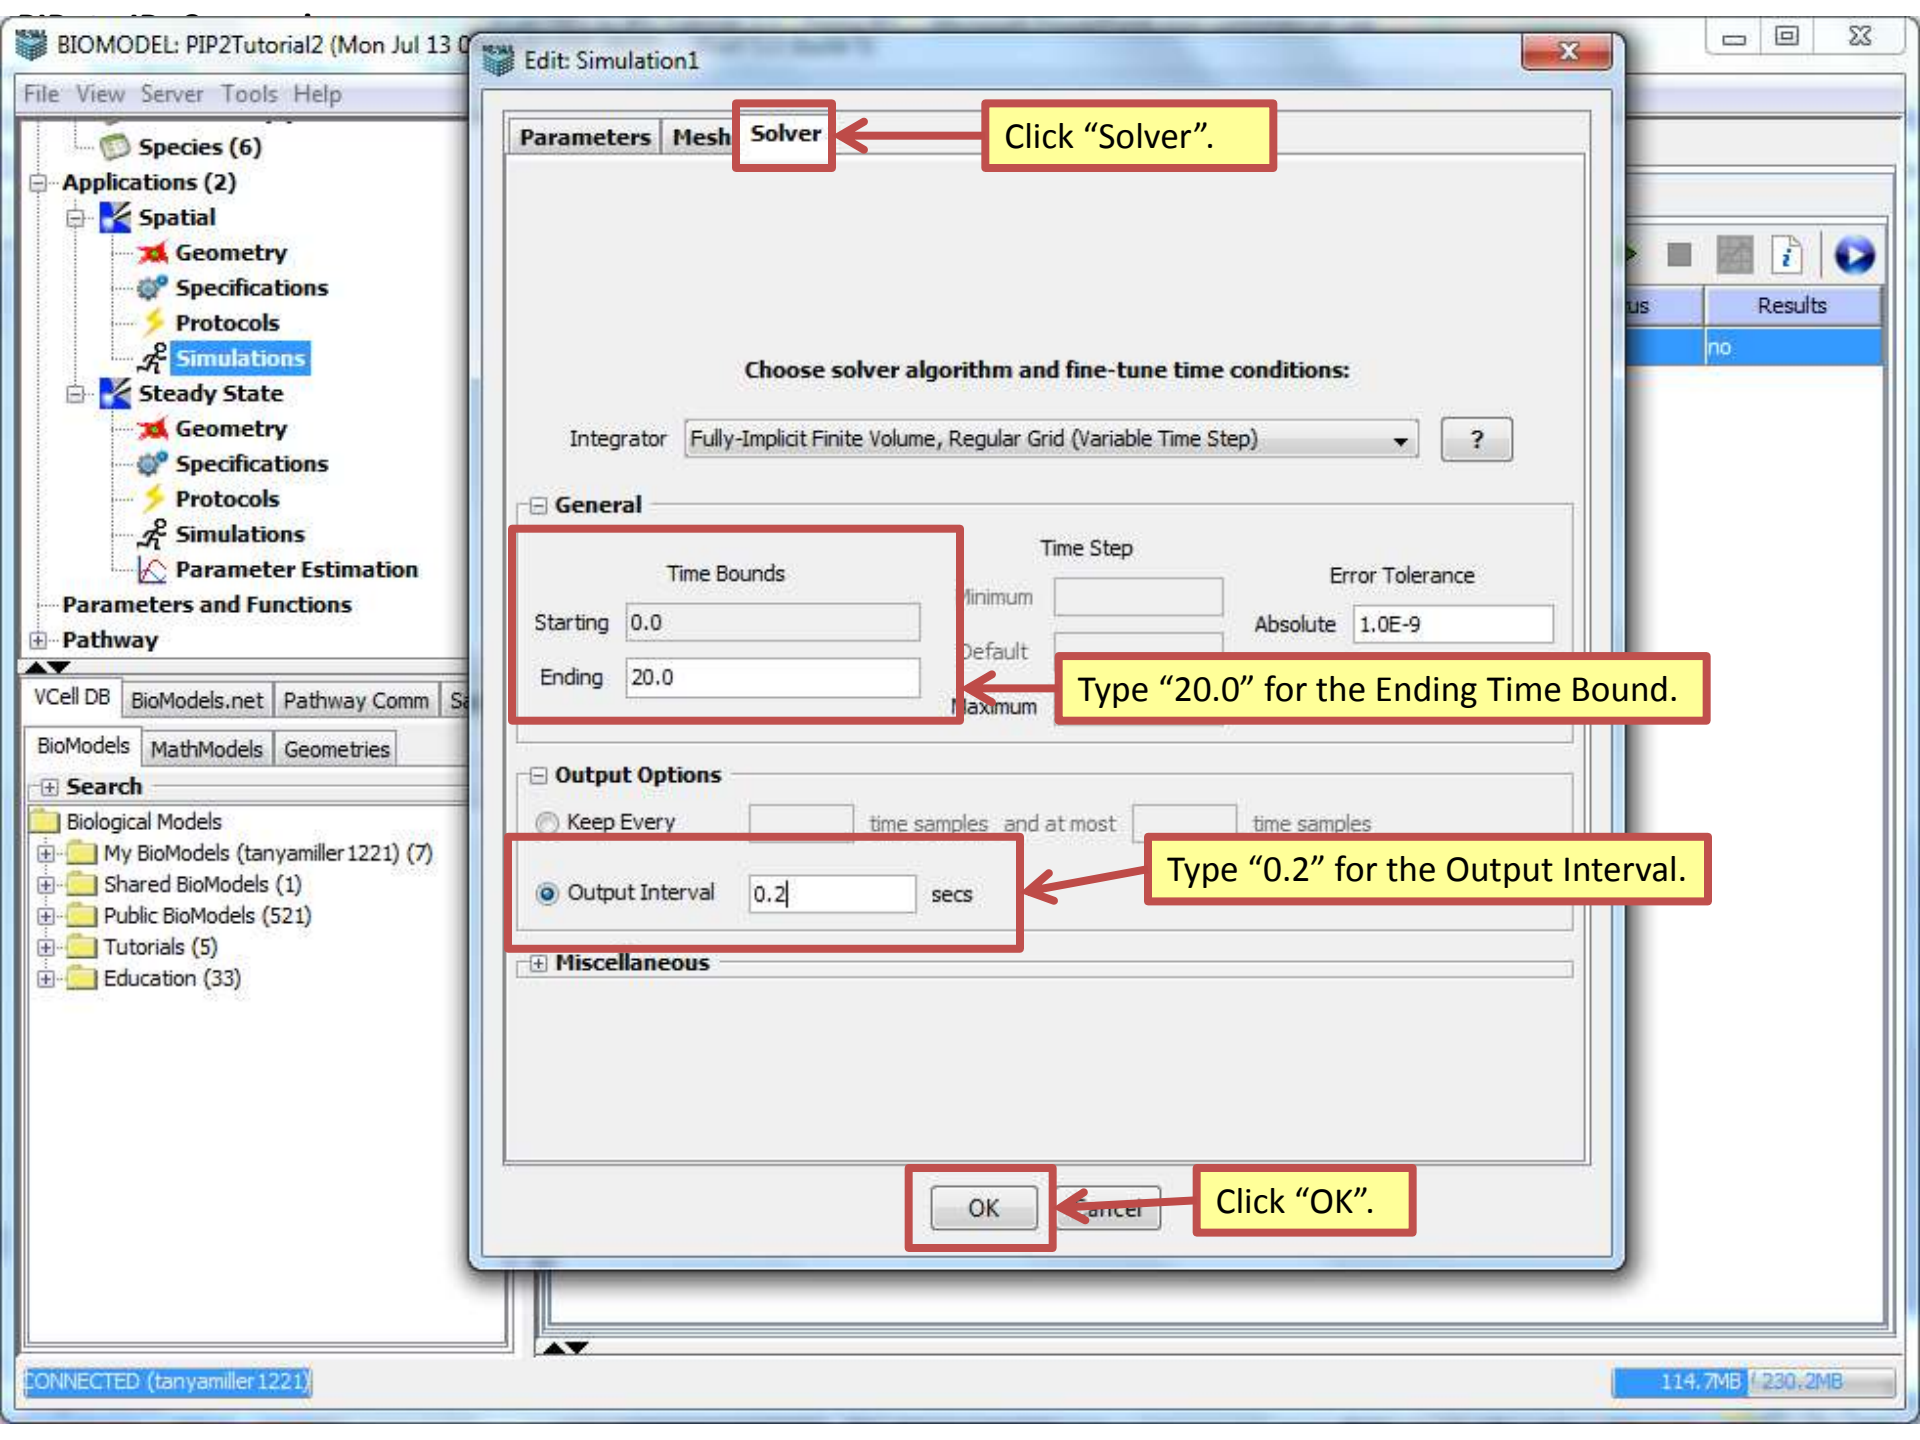 BIOMODEL: PIP2Tutorial2 (Mon Jul 13 0
File View Server Tools Help
Species (6)
Applications (2)
Spatial
Geometry
Specifications
Protocols
Simulations
Steady State
Geometry
Specifications
Protocols
Simulations
Parameter Estimation
Parameters and Functions
Pathway
VCell DB BioModels.net Pathway Comm Sa
BioModels MathModels Geometries
Search
Biological Models
My BioModels (tanyamiller1221) (7)
Shared BioModels (1)
Public BioModels (521)
Tutorials (5)
Education (33)
Edit: Simulation1
Parameters Mesh Solver
Click “Solver”.
Choose solver algorithm and fine-tune time conditions:
Integrator Fully-Implicit Finite Volume, Regular Grid (Variable Time Step) ?
General
Time Bounds
Starting 0.0
Ending 20.0
Time Step
Minimum
Default
Maximum
Error Tolerance
Absolute 1.0E-9
Type “20.0” for the Ending Time Bound.
Output Options
Keep Every time samples and at most time samples
Output Interval 0.2 secs
Type “0.2” for the Output Interval.
Miscellaneous
OK Cancel
Click “OK”.
us Results
no
CONNECTED (tanyamiller1221)
114.7MB / 230.2MB